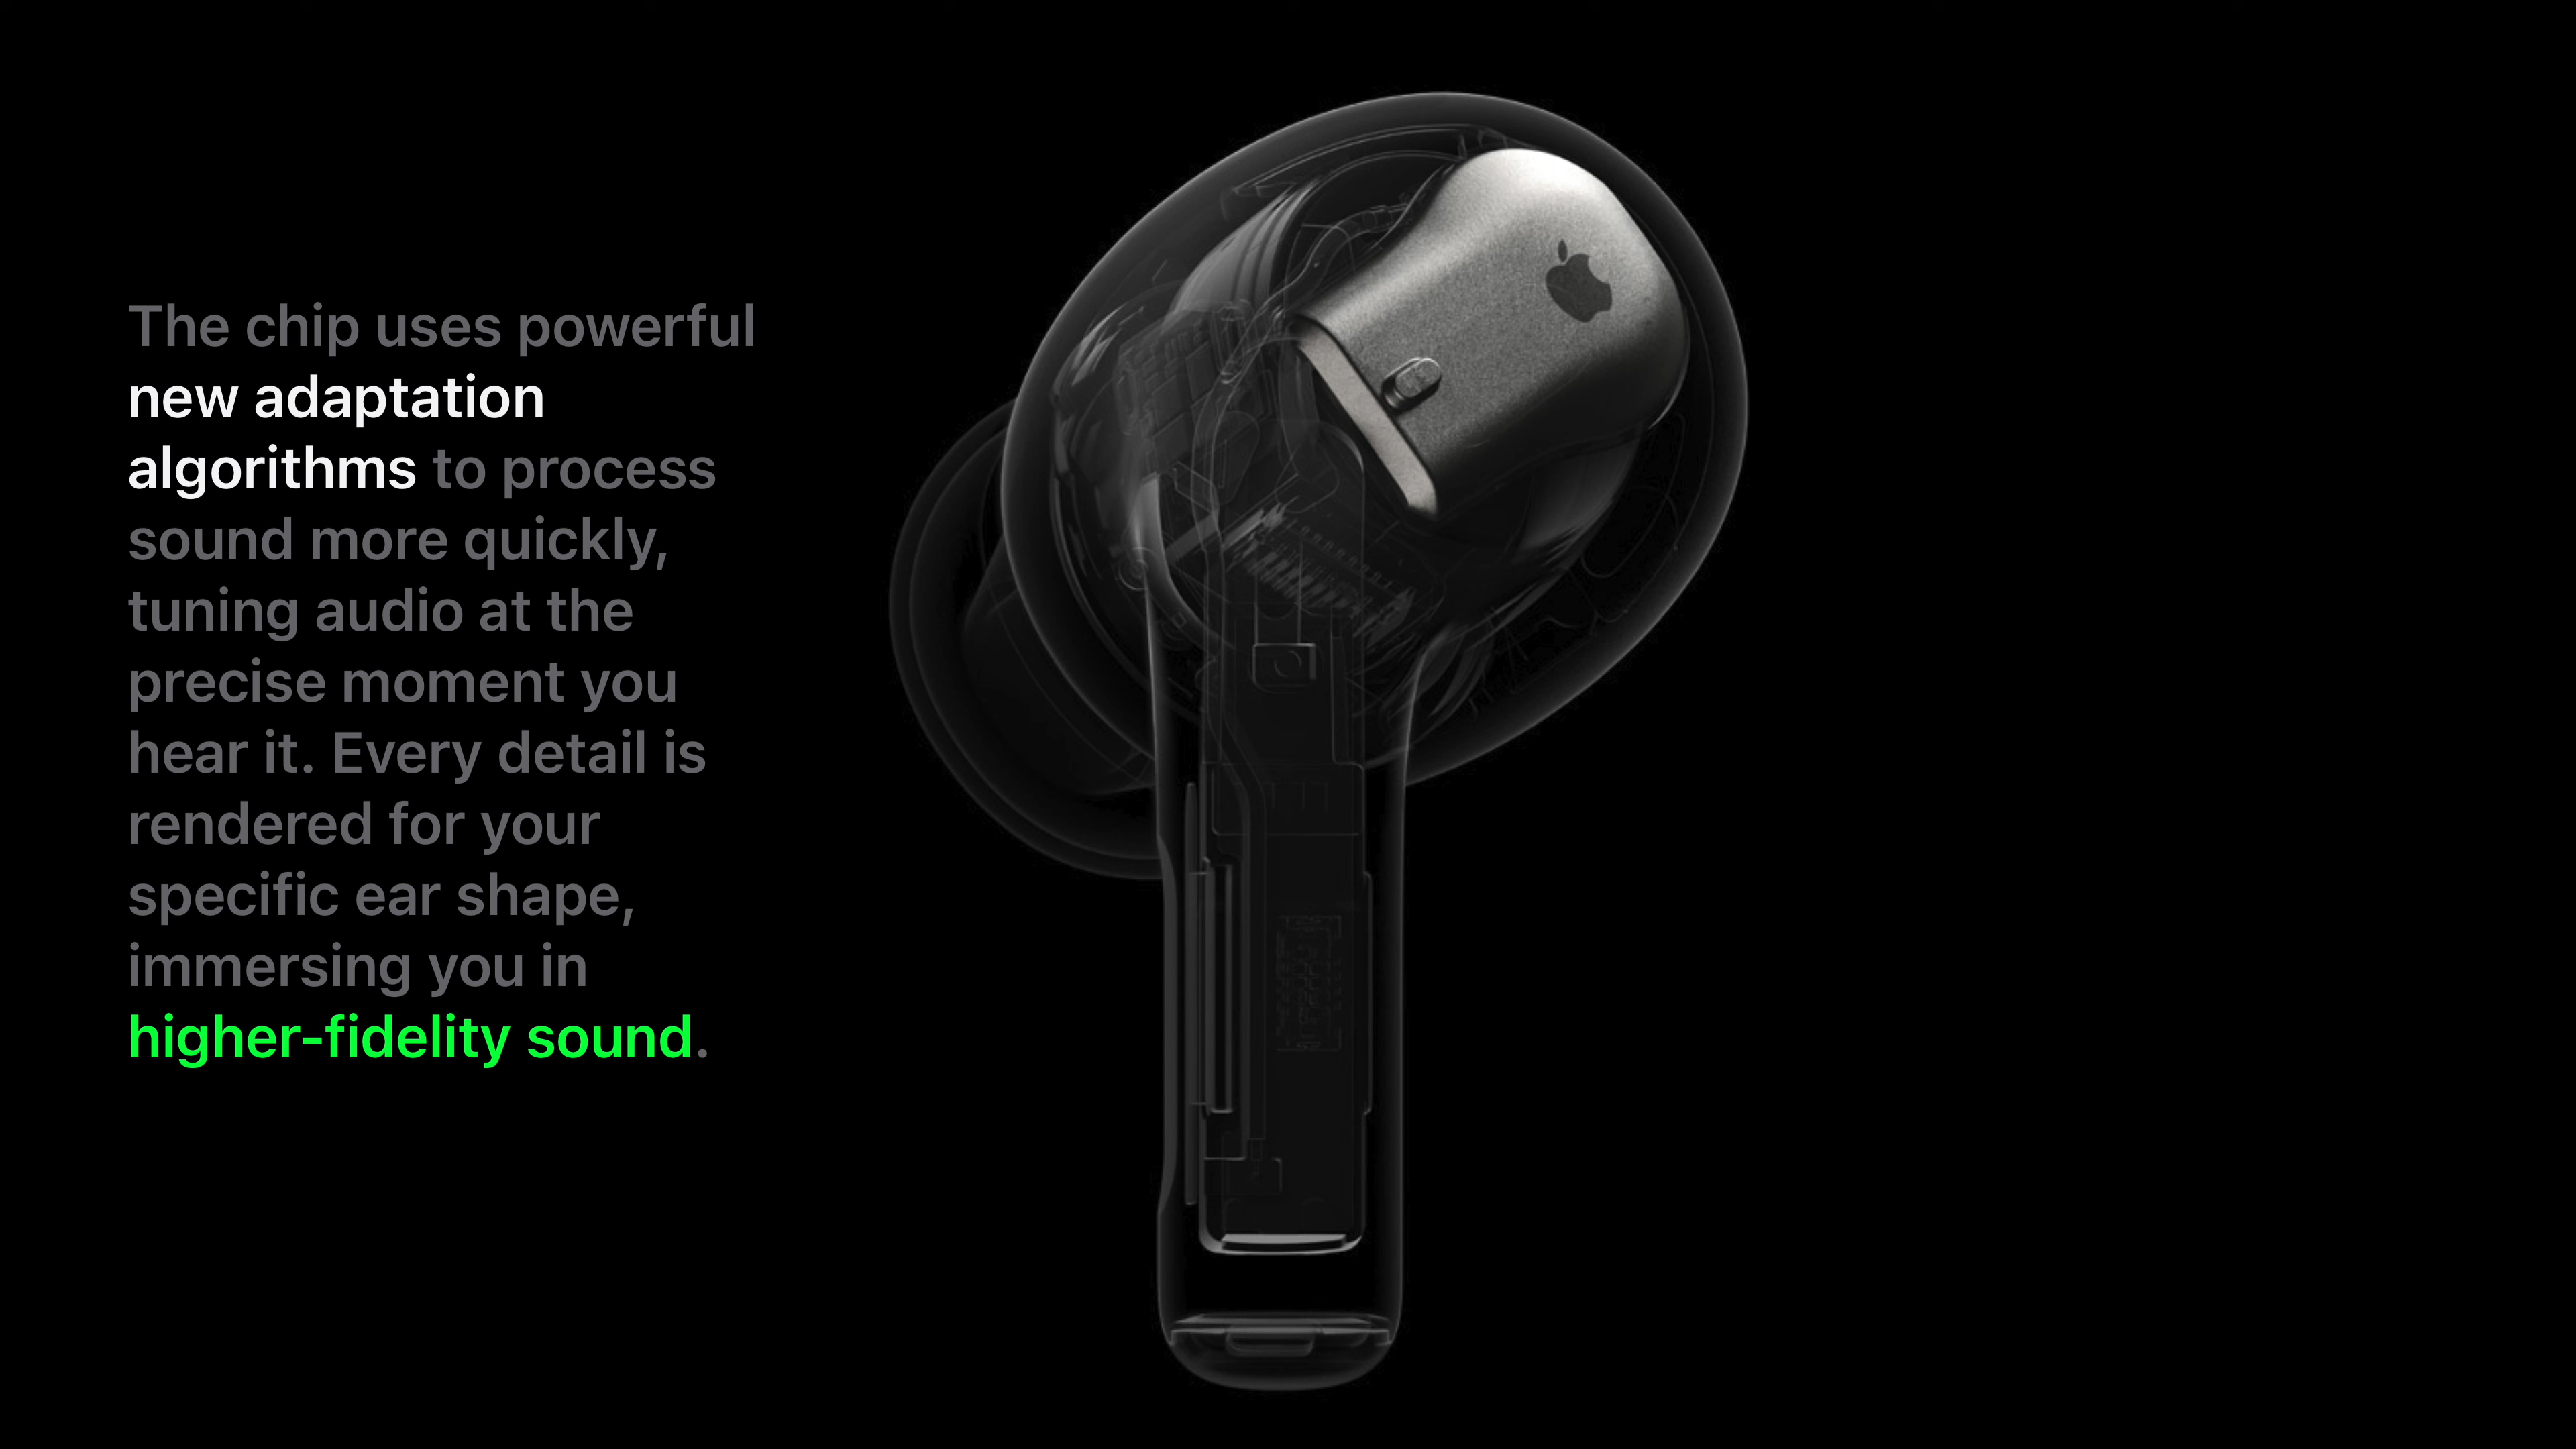 The chip uses powerful
new adaptation
algorithms to process
sound more quickly,
tuning audio at the
precise moment you
hear it. Every detail is
rendered for your
specific ear shape,
immersing you in
higher-fidelity sound.